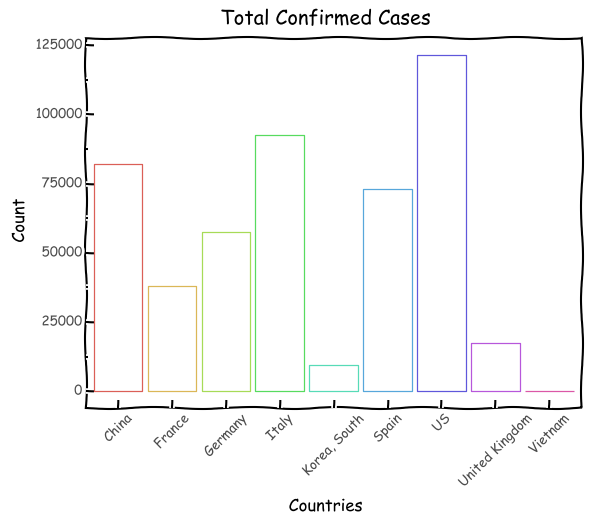 Total Confirmed Cases
125000
100000
75000
50000
25000
0
Count
China
France
Germany
Italy
Korea, South
Spain
US
United Kingdom
Vietnam
Countries